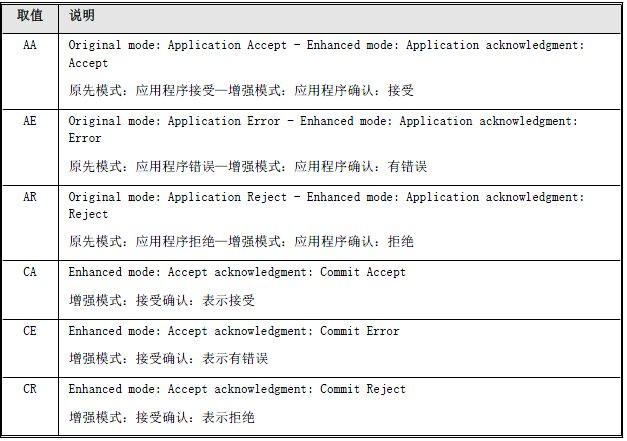 取值 说明
AA Original mode: Application Accept - Enhanced mode: Application acknowledgment:
Accept
原先模式：应用程序接受—增强模式：应用程序确认：接受
AE Original mode: Application Error - Enhanced mode: Application acknowledgment:
Error
原先模式：应用程序错误—增强模式：应用程序确认：有错误
AR Original mode: Application Reject - Enhanced mode: Application acknowledgment:
Reject
原先模式：应用程序拒绝—增强模式：应用程序确认：拒绝
CA Enhanced mode: Accept acknowledgment: Commit Accept
增强模式：接受确认：表示接受
CE Enhanced mode: Accept acknowledgment: Commit Error
增强模式：接受确认：表示有错误
CR Enhanced mode: Accept acknowledgment: Commit Reject
增强模式：接受确认：表示拒绝